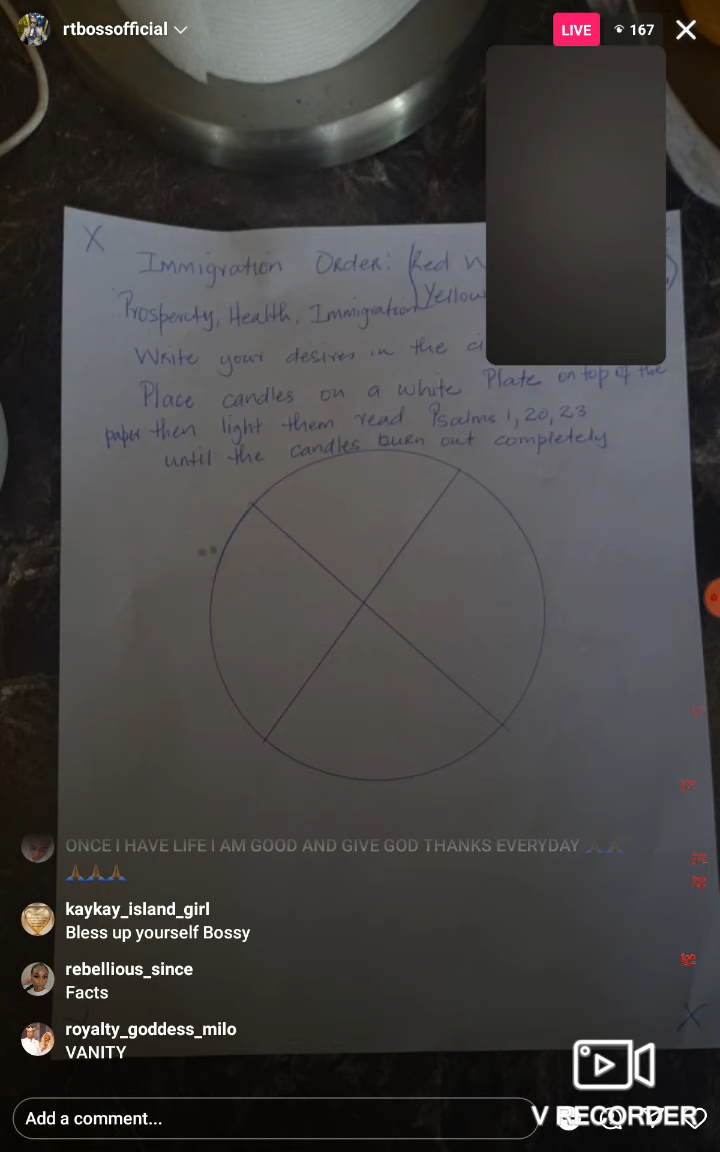 rtbossofficial
LIVE
167
X
Immigration Order: (Red
Prosperity, Health, Immigration Yellow
Write your desires in the
Place candles on a white Plate on top of the
paper then light them read Psalms 1, 20, 23
until the candles burn out completely
ONCE I HAVE LIFE I AM GOOD AND GIVE GOD THANKS EVERYDAY 🙏🏾🙏🏾
🙏🏾🙏🏾🙏🏾
kaykay_island_girl
Bless up yourself Bossy
rebellious_since
Facts
X
royalty_goddess_milo
VANITY
Add a comment...
V RECORDER